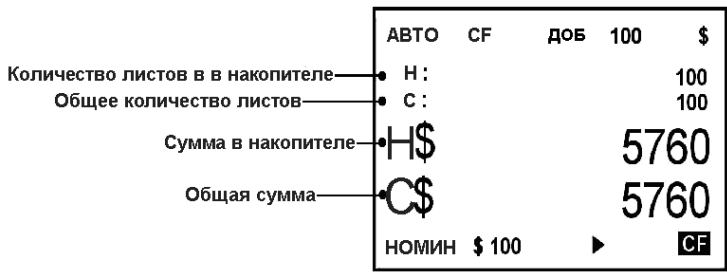 АВТО CF ДОБ 100 $
Количество листов в в накопителе Н: 100
Общее количество листов С: 100
Сумма в накопителе Н$ 5760
Общая сумма С$ 5760
НОМИН $ 100 ▶ CF